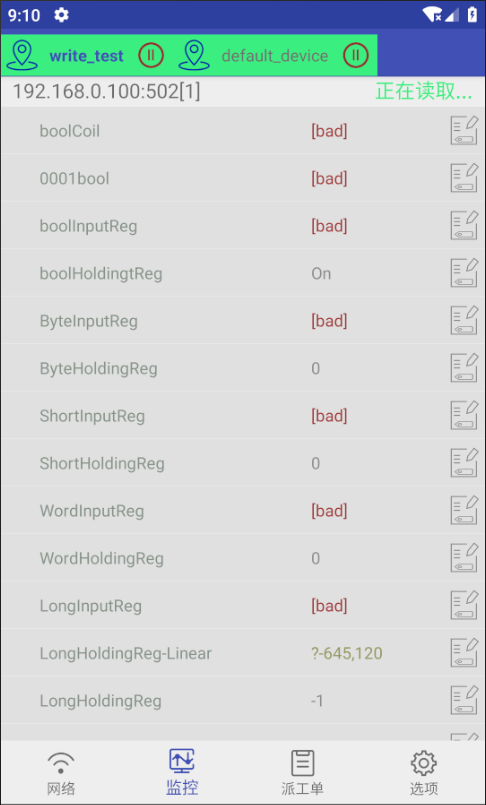 9:10
write_test default_device
192.168.0.100:502[1] 正在读取...
boolCoil [bad]
0001bool [bad]
boolInputReg [bad]
boolHoldingtReg On
ByteInputReg [bad]
ByteHoldingReg 0
ShortInputReg [bad]
ShortHoldingReg 0
WordInputReg [bad]
WordHoldingReg 0
LongInputReg [bad]
LongHoldingReg-Linear ?-645,120
LongHoldingReg -1
网络 监控 派工单 选项